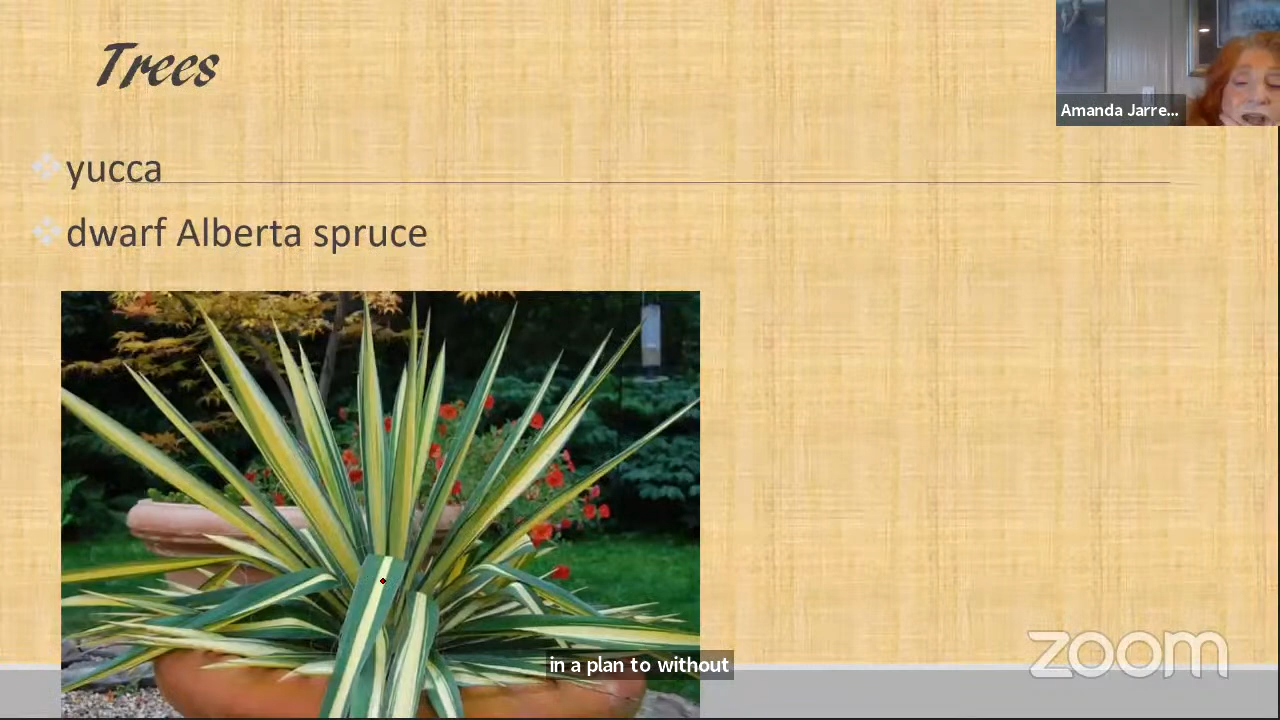 Trees
Amanda Jarre...
yucca
dwarf Alberta spruce
in a plan to without
zoom